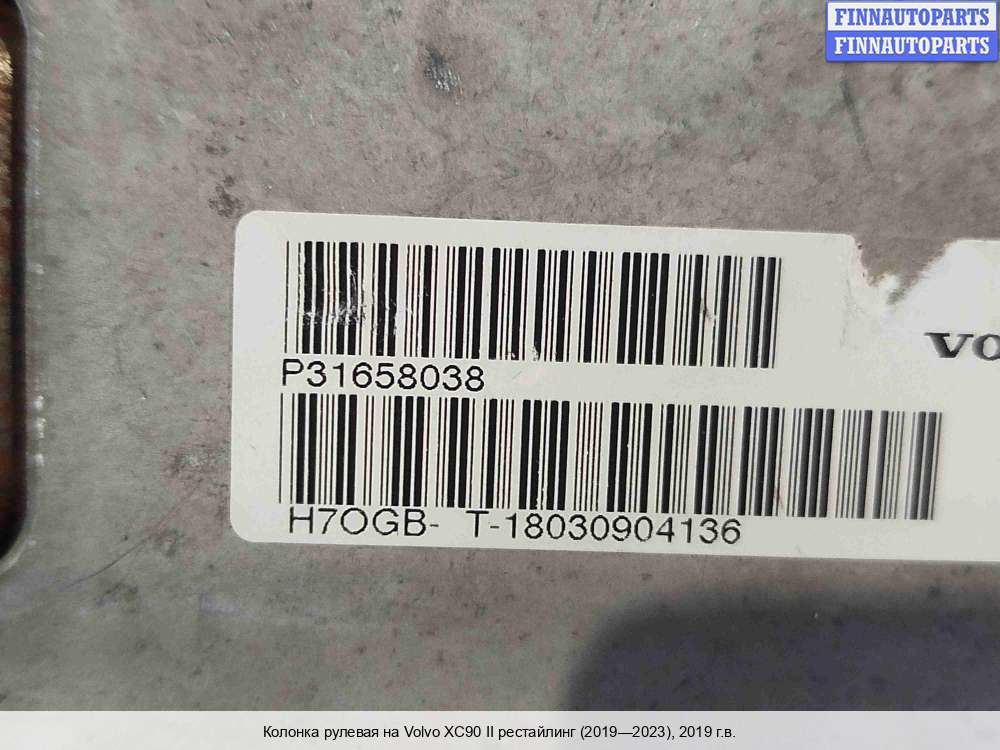 FINNAUTOPARTS
FINNAUTOPARTS
P31658038
VO
H7OGB- T-18030904136
Колонка рулевая на Volvo XC90 II рестайлинг (2019—2023), 2019 г.в.